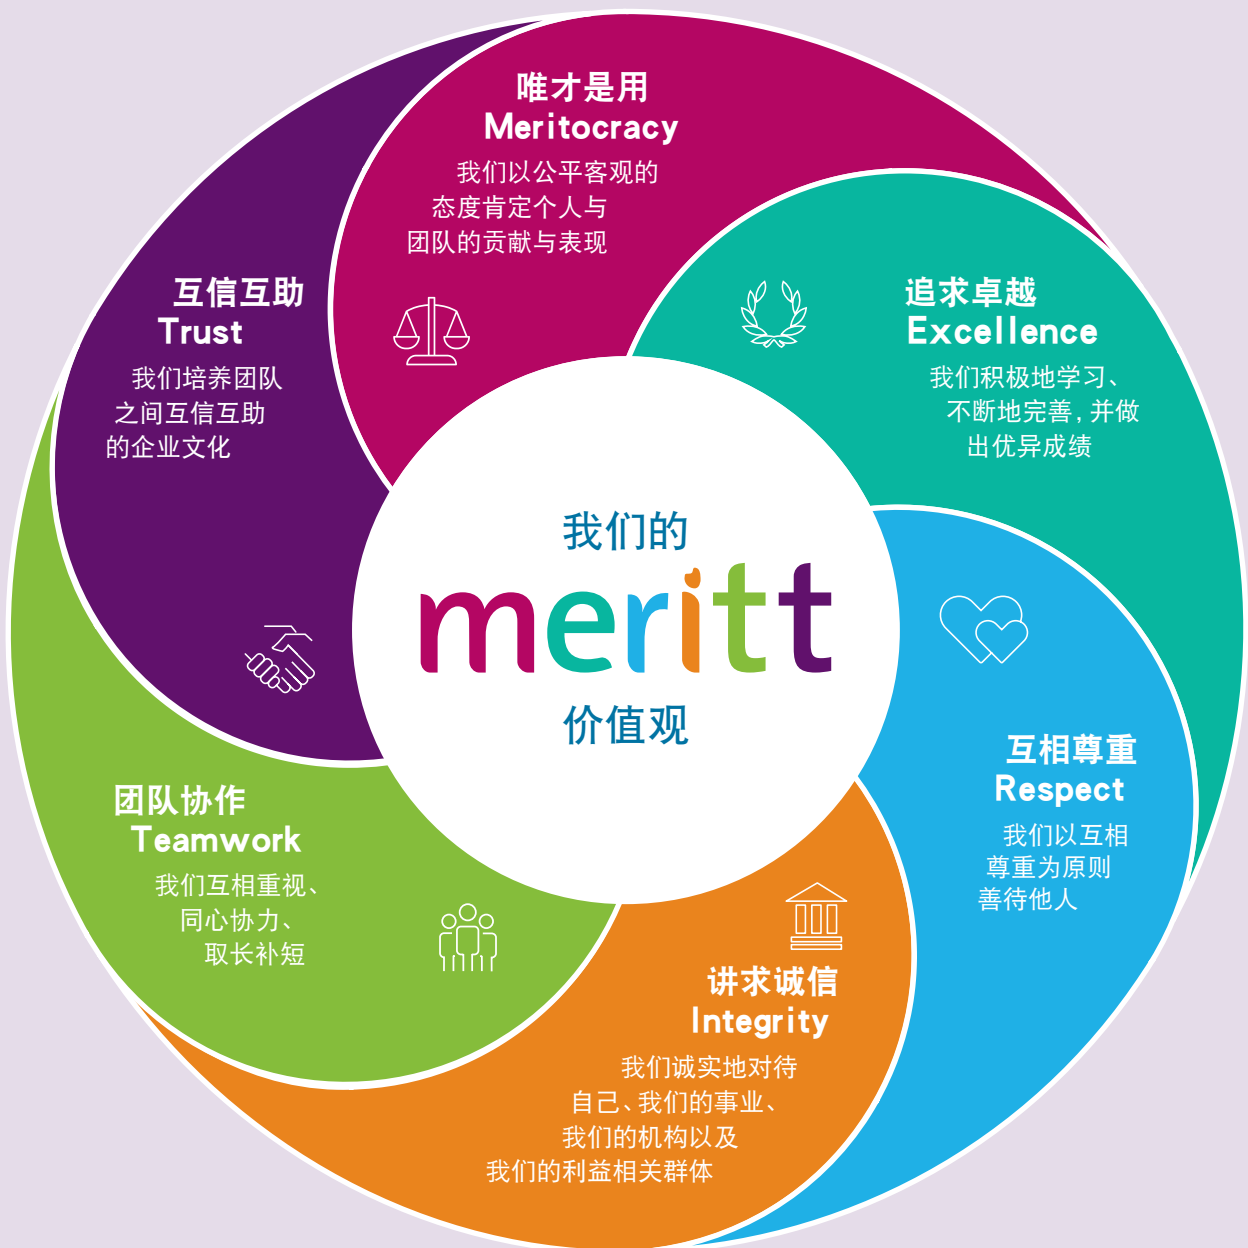 唯才是用
Meritocracy
我们以公平客观的
态度肯定个人与
团队的贡献与表现
追求卓越
Excellence
我们积极地学习、
不断地完善，并做
出优异成绩
互相尊重
Respect
我们以互相
尊重为原则
善待他人
讲求诚信
Integrity
我们诚实地对待
自己、我们的事业、
我们的机构以及
我们的利益相关群体
团队协作
Teamwork
我们互相重视、
同心协力、
取长补短
互信互助
Trust
我们培养团队
之间互信互助
的企业文化
我们的
meritt
价值观